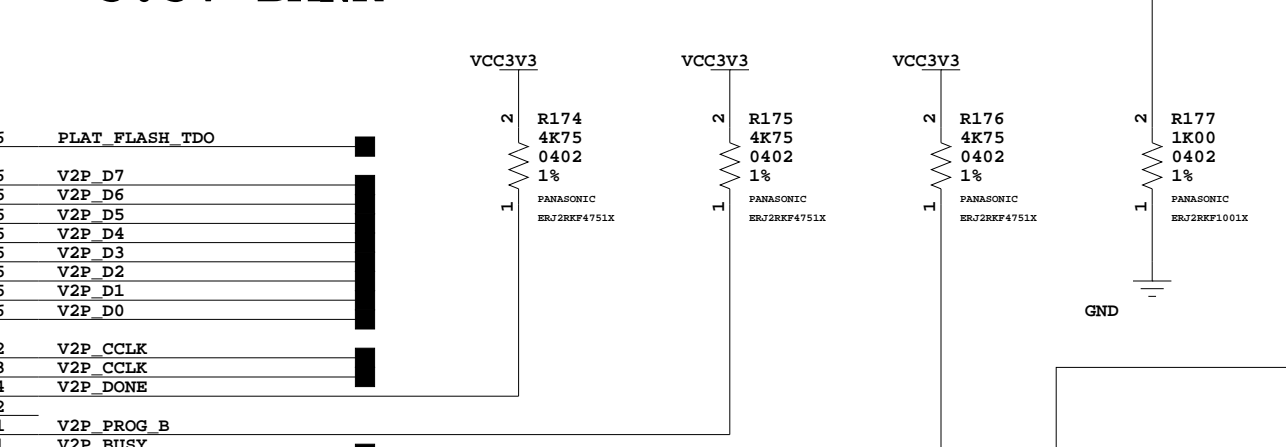 VCC3V3 VCC3V3 VCC3V3
2 R174 2 R175 2 R176 2 R177
PLAT_FLASH_TDO 4K75 4K75 4K75 1K00
0402 0402 0402 0402
V2P_D7 1% 1% 1% 1%
V2P_D6 PANASONIC PANASONIC PANASONIC PANASONIC
V2P_D5 1 ERJ2RKF4751X 1 ERJ2RKF4751X 1 ERJ2RKF4751X 1 ERJ2RKF1001X
V2P_D4
V2P_D3
V2P_D2
V2P_D1
V2P_D0 GND
V2P_CCLK
V2P_CCLK
V2P_DONE
V2P_PROG_B
V2P_BUSY